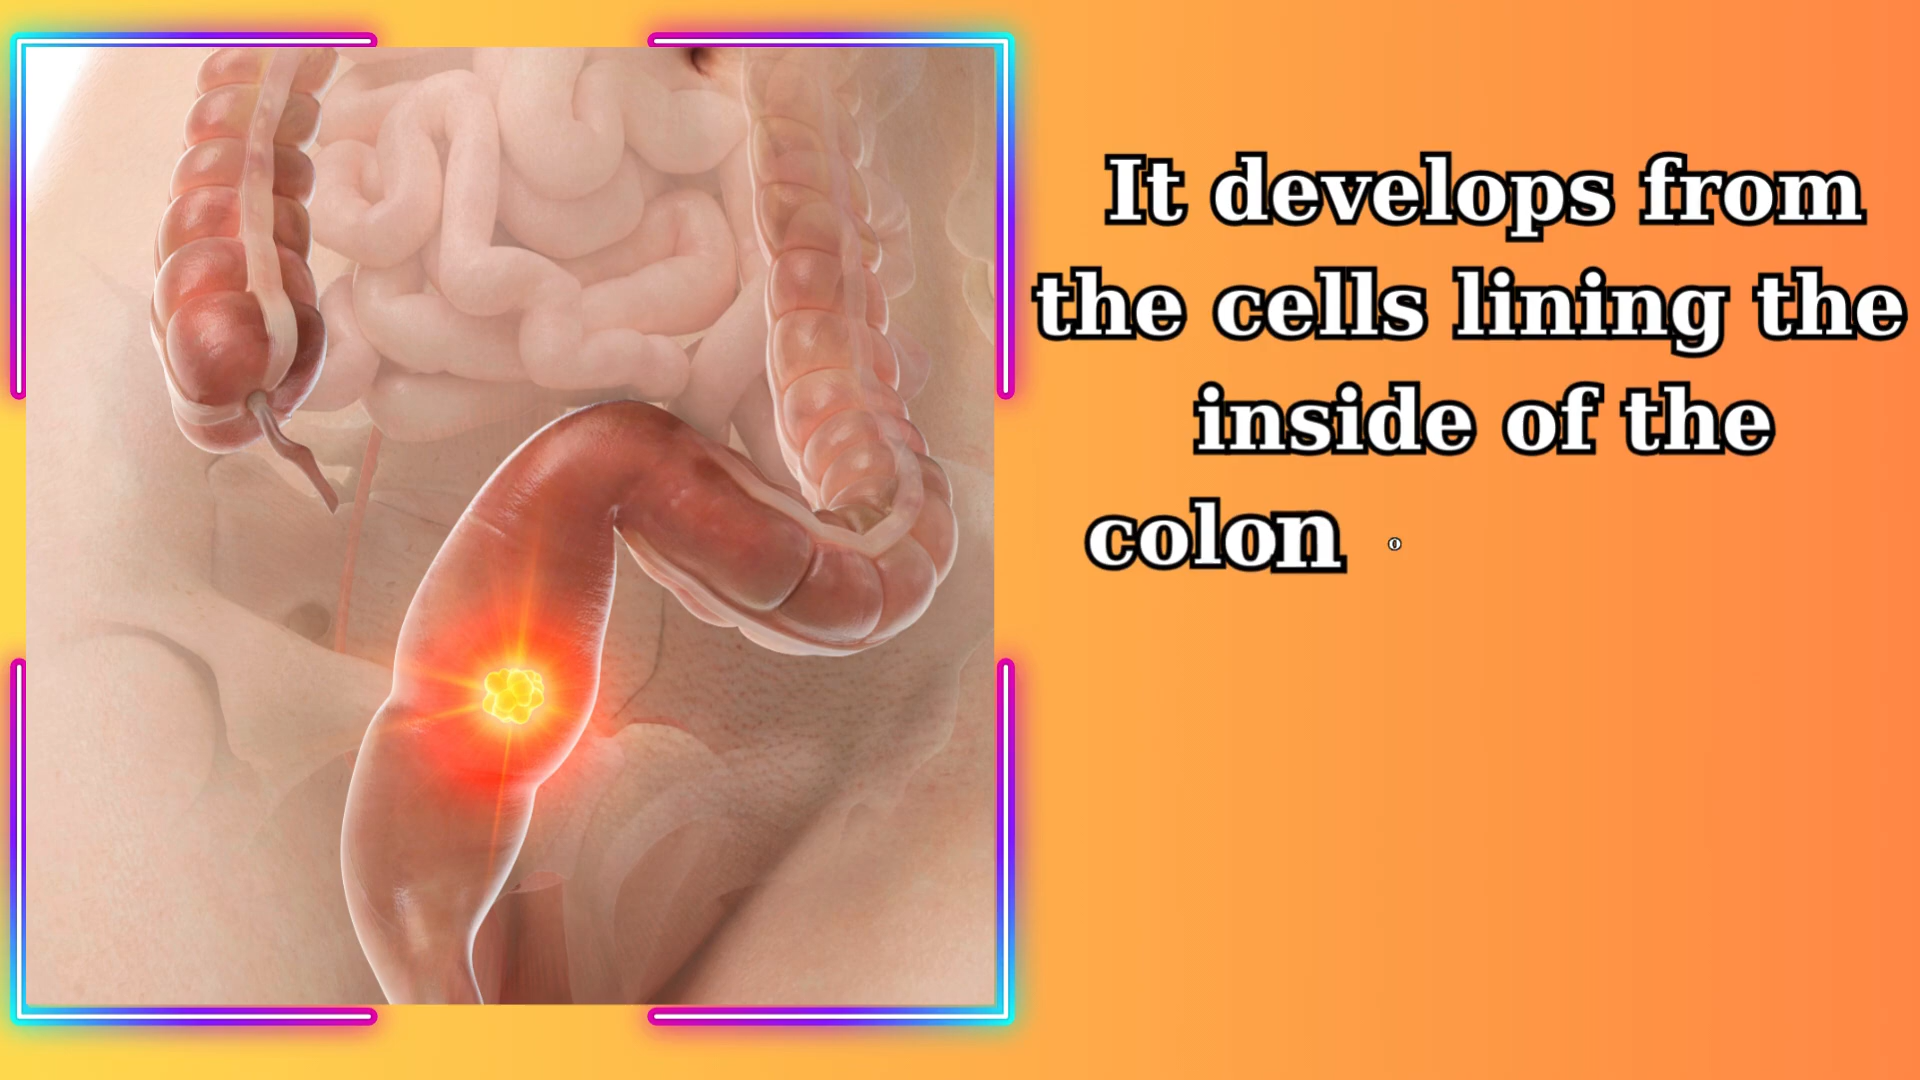 It develops from
the cells lining the
inside of the
colon o